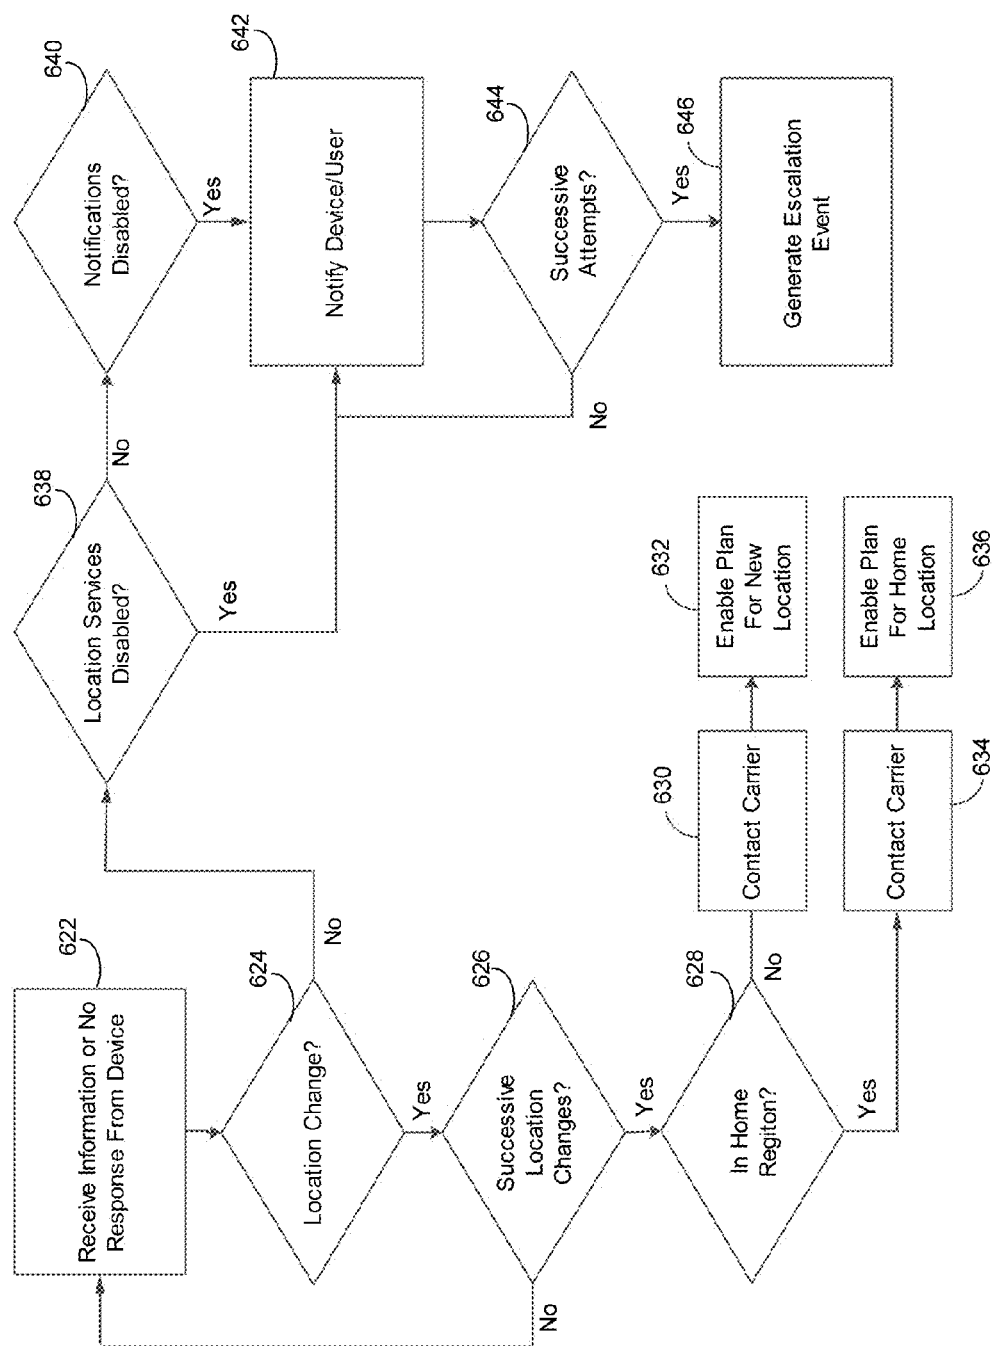 622
Receive Information or No
Response From Device
624
Location Change?
No
Yes
626
Successive
Location
Changes?
No
Yes
628
In Home
Regiton?
No
Yes
630
Contact Carrier
632
Enable Plan
For New
Location
634
Contact Carrier
636
Enable Plan
For Home
Location
638
Location Services
Disabled?
No
Yes
640
Notifications
Disabled?
Yes
642
Notify Device/User
644
Successive
Attempts?
No
Yes
646
Generate Escalation
Event